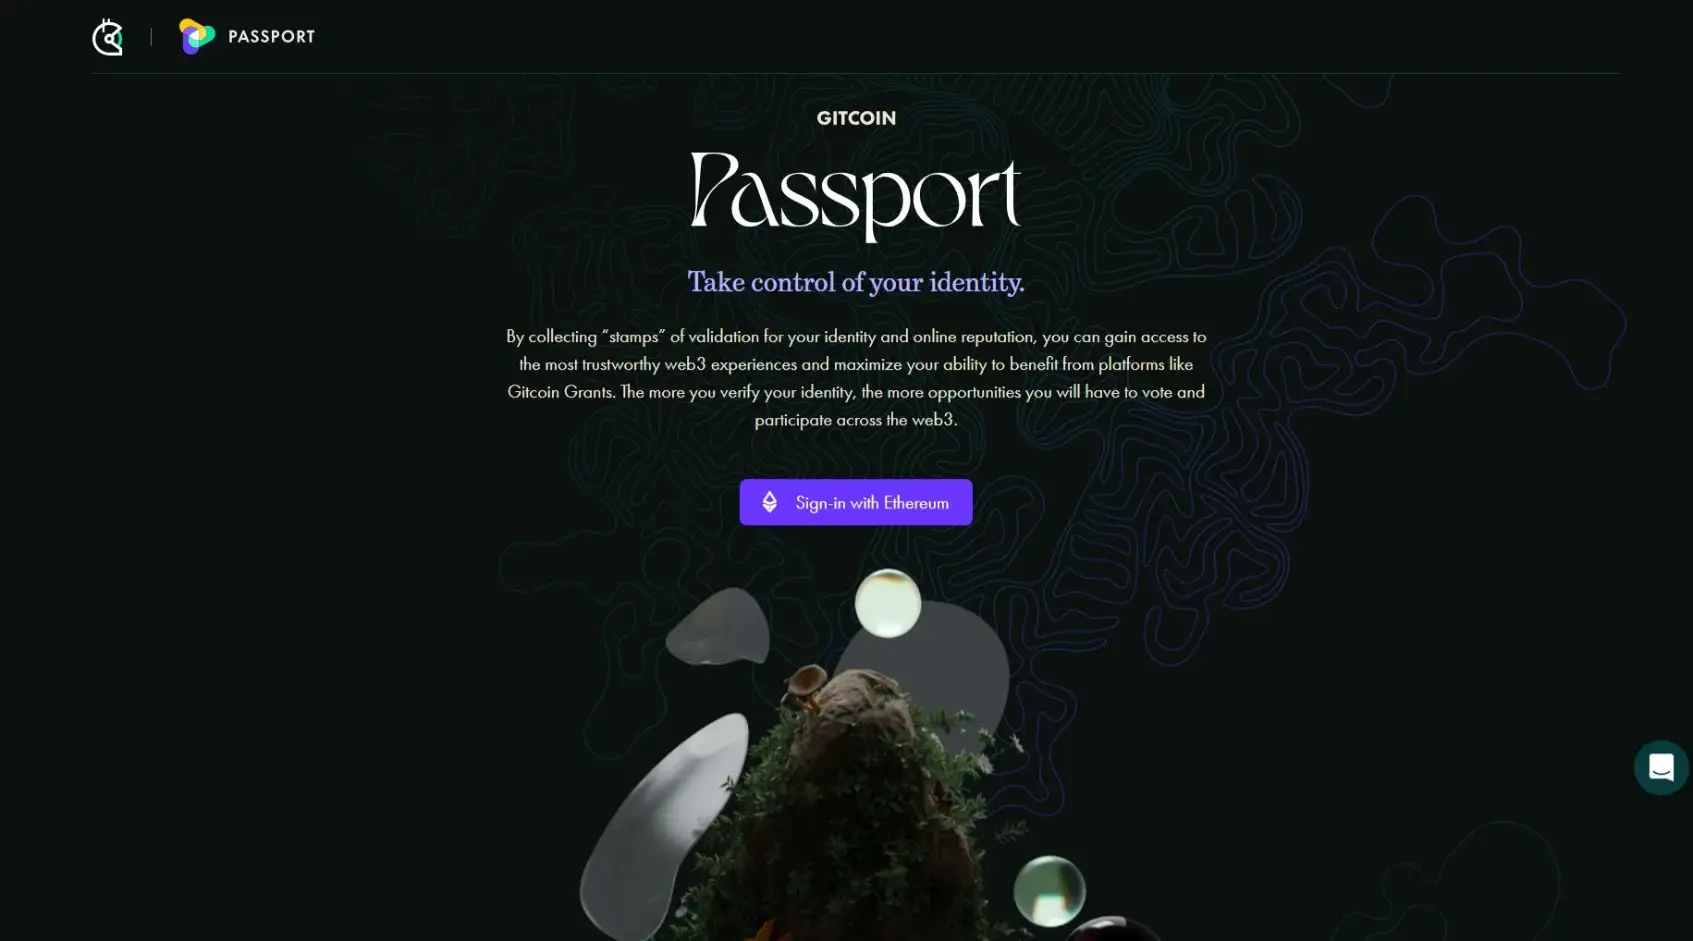 PASSPORT
GITCOIN
Passport
Take control of your identity.
By collecting “stamps” of validation for your identity and online reputation, you can gain access to
the most trustworthy web3 experiences and maximize your ability to benefit from platforms like
Gitcoin Grants. The more you verify your identity, the more opportunities you will have to vote and
participate across the web3.
Sign-in with Ethereum